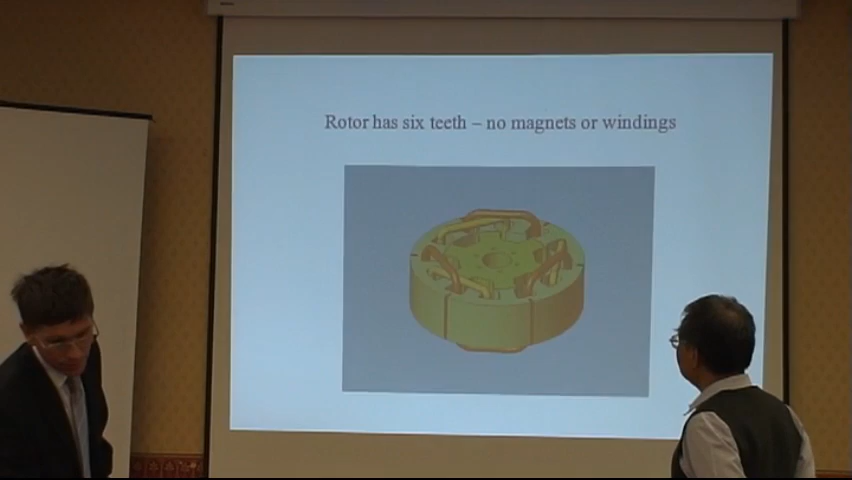 Rotor has six teeth – no magnets or windings